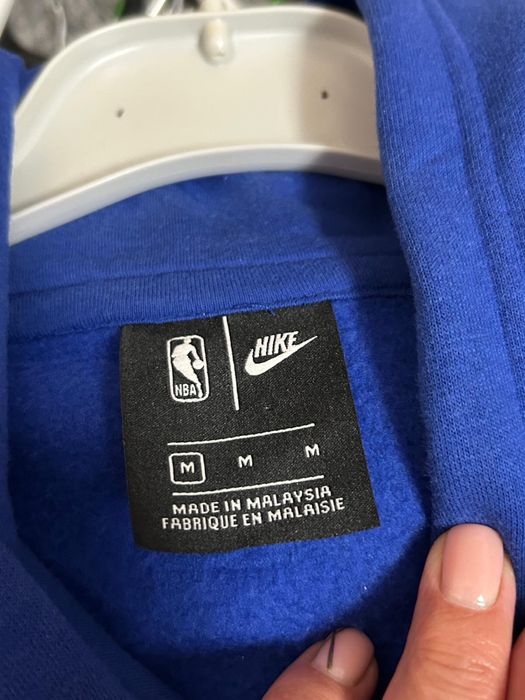 NBA
NIKE
M M M
MADE IN MALAYSIA
FABRIQUE EN MALAISIE